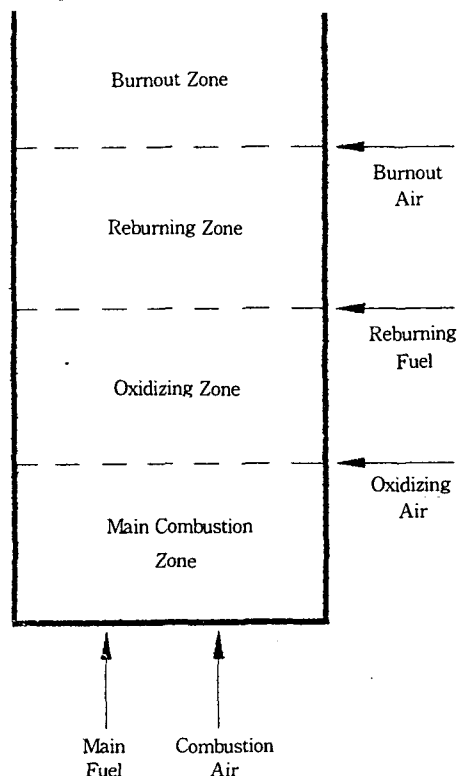 Burnout Zone
Burnout
Air
Reburning Zone
Reburning
Fuel
Oxidizing Zone
Oxidizing
Air
Main Combustion
Zone
Main
Fuel
Combustion
Air